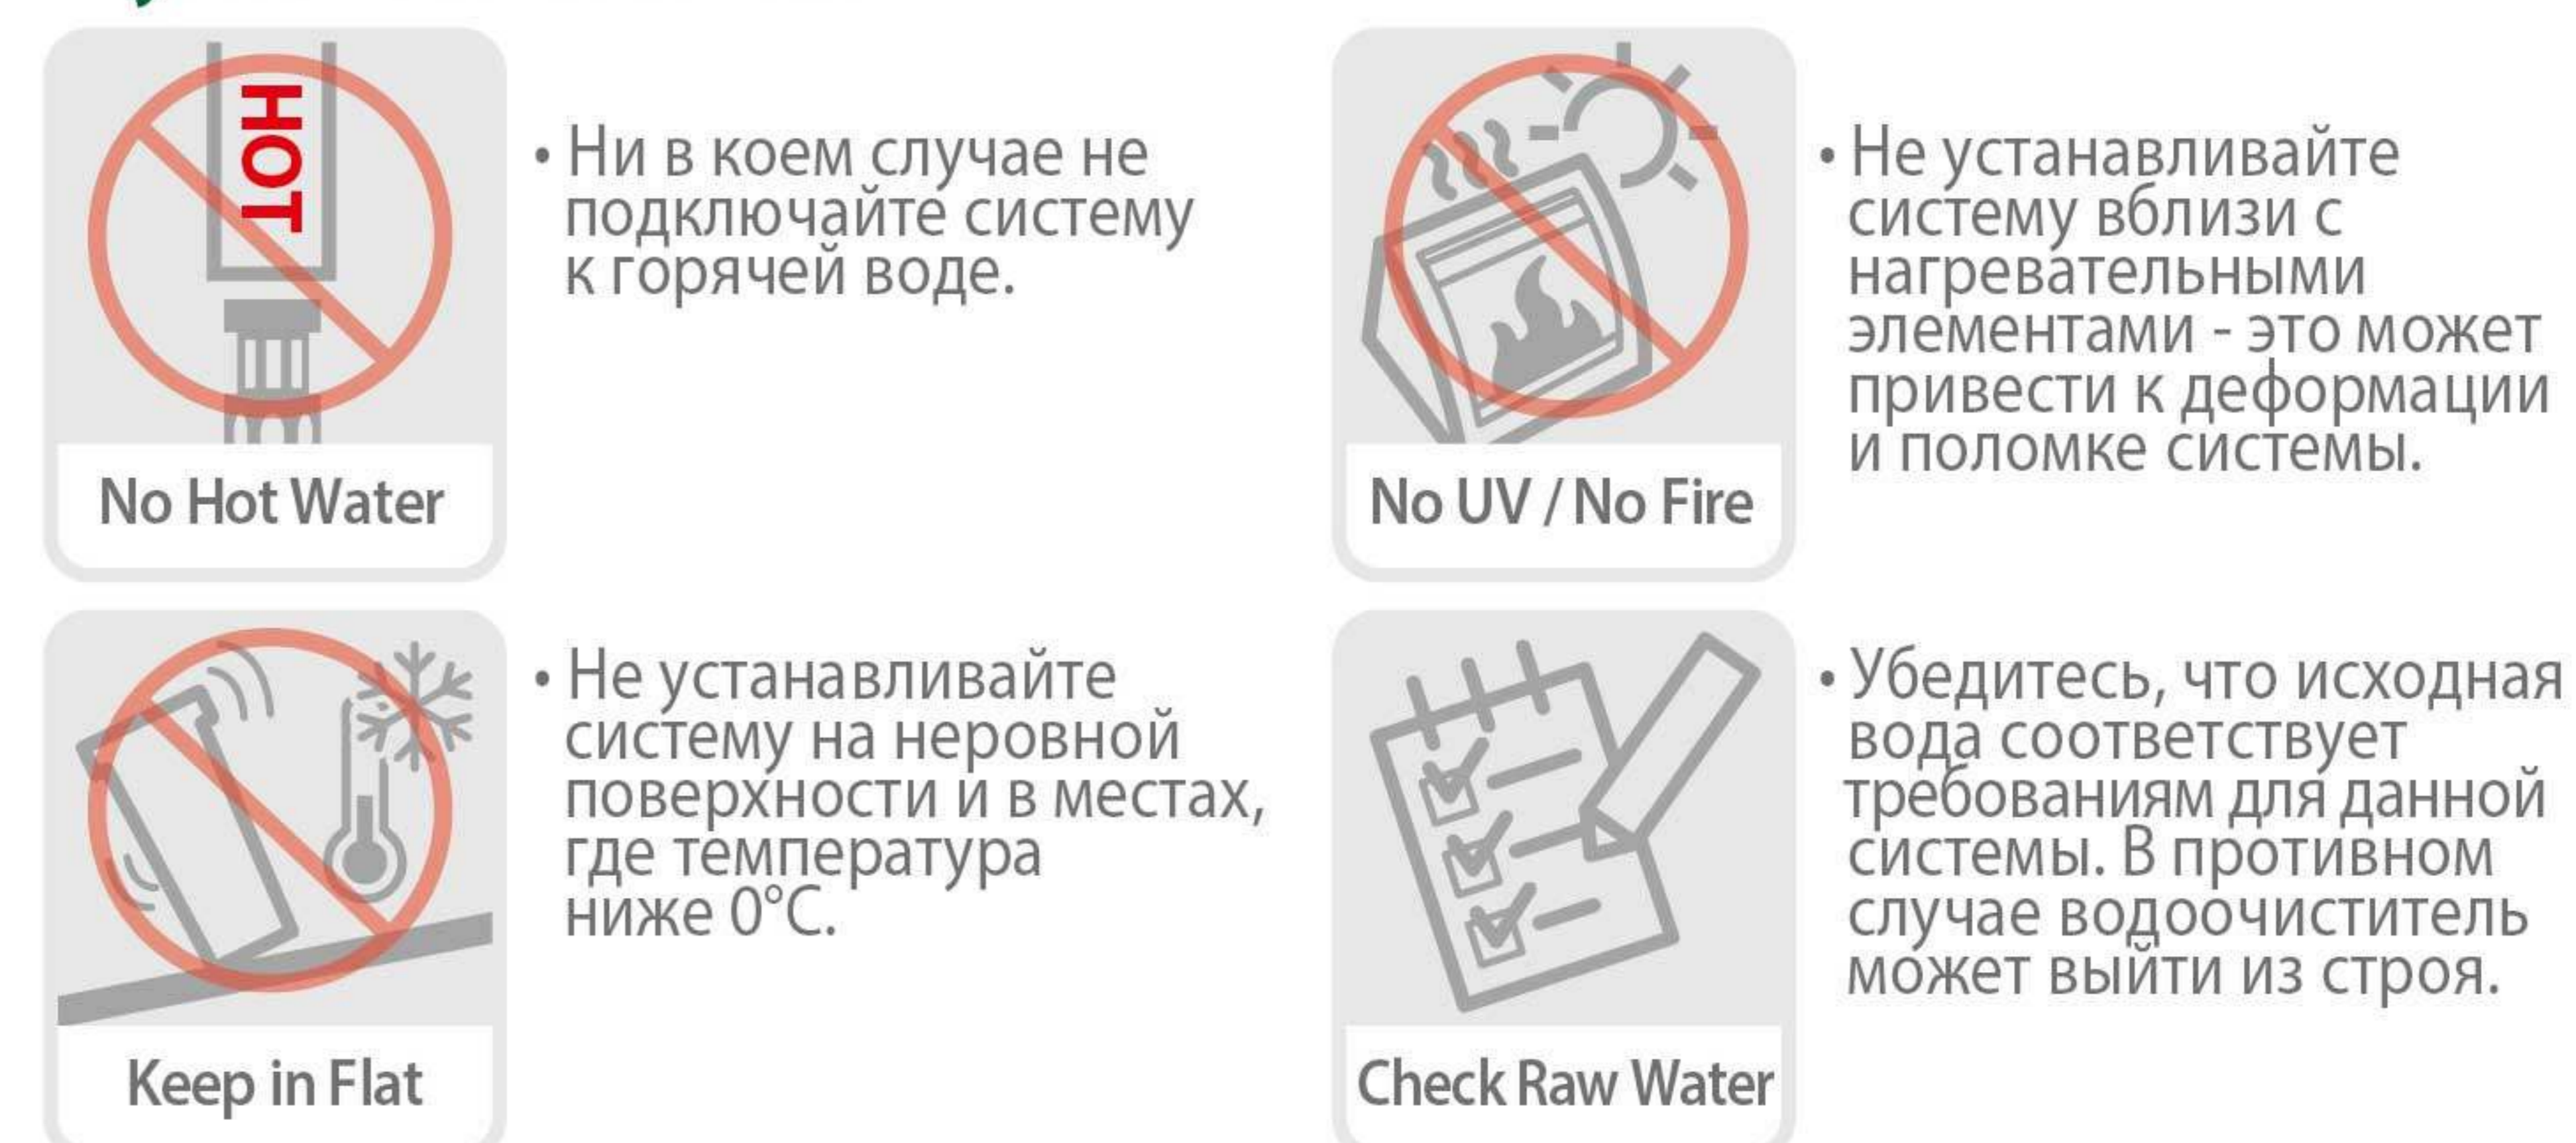 HOT
No Hot Water
• Ни в коем случае не
подключайте систему
к горячей воде.
No UV / No Fire
• Не устанавливайте
систему вблизи с
нагревательными
элементами - это может
привести к деформации
и поломке системы.
Keep in Flat
• Не устанавливайте
систему на неровной
поверхности и в местах,
где температура
ниже 0°C.
Check Raw Water
• Убедитесь, что исходная
вода соответствует
требованиям для данной
системы. В противном
случае водоочиститель
может выйти из строя.